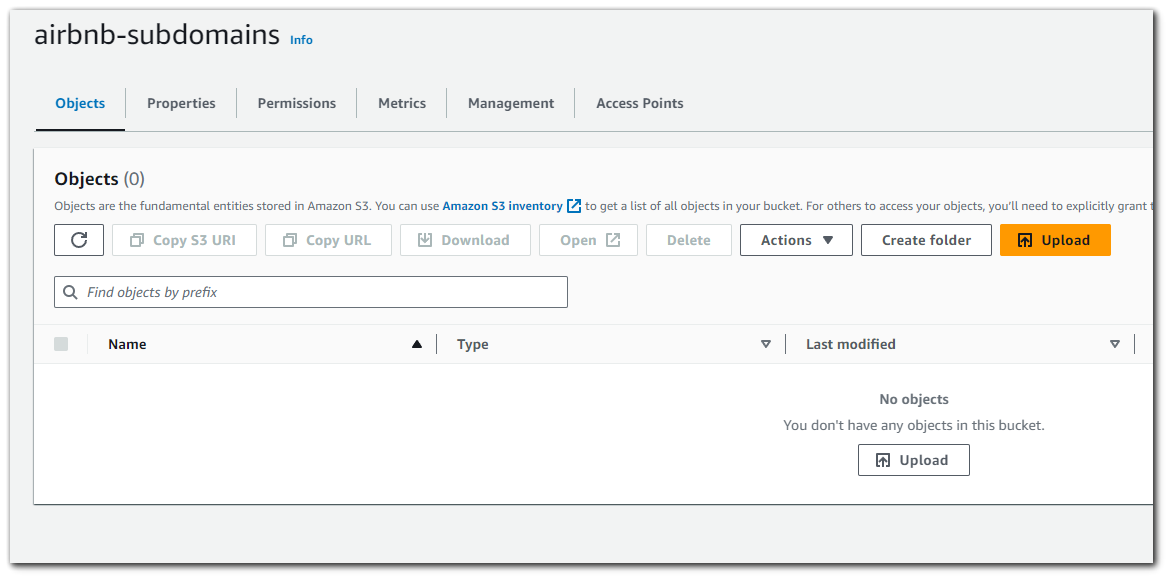 airbnb-subdomains Info
Objects Properties Permissions Metrics Management Access Points
Objects (0)
Objects are the fundamental entities stored in Amazon S3. You can use Amazon S3 inventory to get a list of all objects in your bucket. For others to access your objects, you'll need to explicitly grant
Copy S3 URI Copy URL Download Open Delete Actions Create folder Upload
Find objects by prefix
Name Type Last modified
No objects
You don't have any objects in this bucket.
Upload